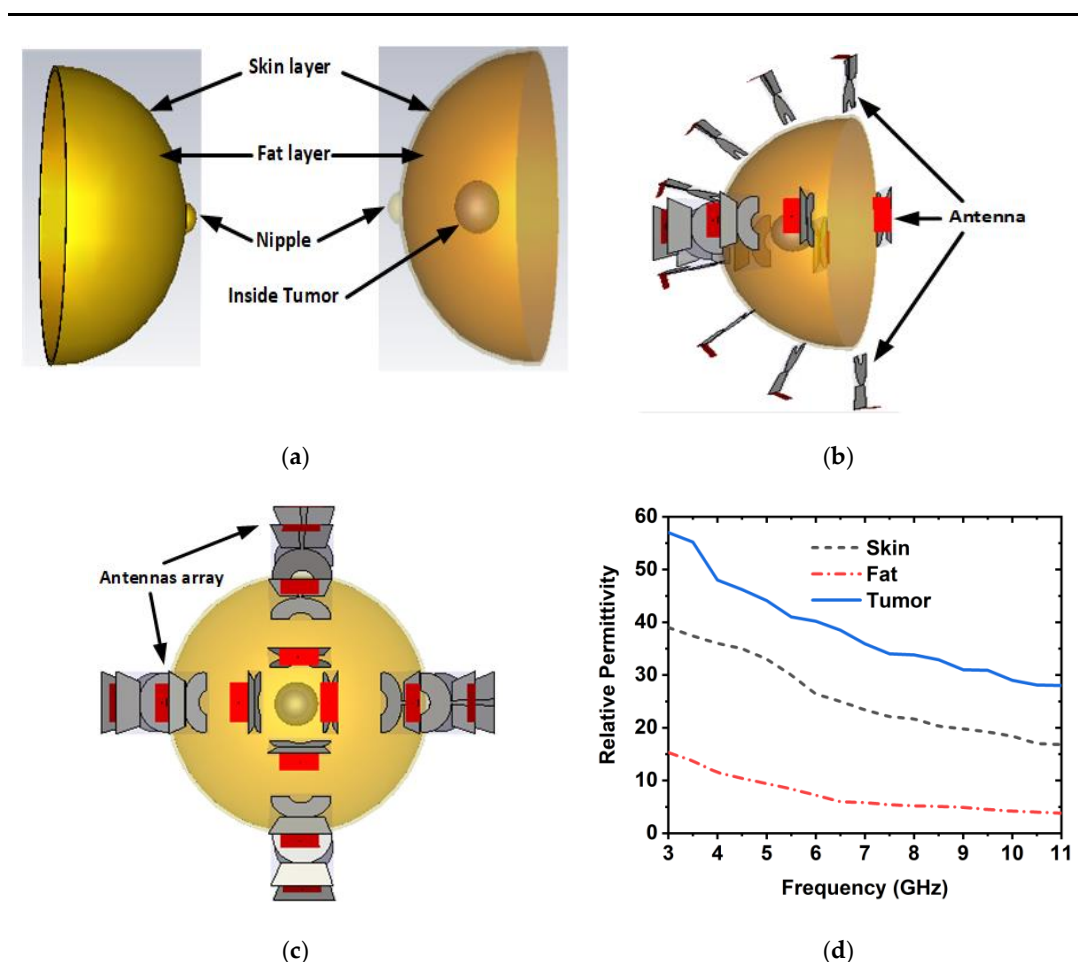 Skin layer
Fat layer
Nipple
Inside Tumor
Antenna
(a)
(b)
Antennas array
(c)
60
50
40
30
20
10
0
Relative Permittivity
Skin
Fat
Tumor
3 4 5 6 7 8 9 10 11
Frequency (GHz)
(d)